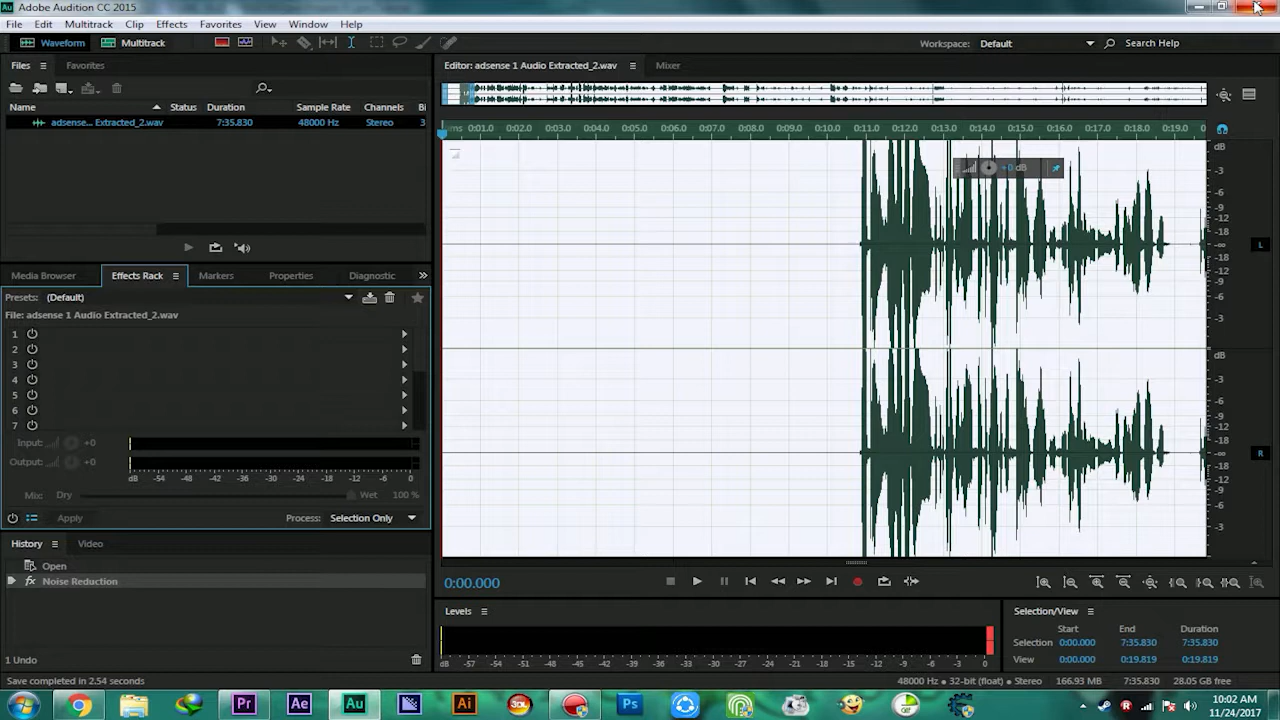 Au Adobe Audition CC 2015
File Edit Multitrack Clip Effects Favorites View Window Help
Waveform Multitrack Workspace: Default Search Help
Files Favorites
Editor: adsense 1 Audio Extracted_2.wav Mixer
Name Status Duration Sample Rate Channels Bi
adsense... Extracted_2.wav 7:35.830 48000 Hz Stereo 3
hms 0:01.0 0:02.0 0:03.0 0:04.0 0:05.0 0:06.0 0:07.0 0:08.0 0:09.0 0:10.0 0:11.0 0:12.0 0:13.0 0:14.0 0:15.0 0:16.0 0:17.0 0:18.0 0:19.0 0
+0 dB
dB
-3
-6
-9
-12
-18
-∞
-18
-12
-9
-6
-3
L
dB
-3
-6
-9
-12
-18
-∞
-18
-12
-9
-6
-3
R
Media Browser Effects Rack Markers Properties Diagnostic
Presets: (Default)
File: adsense 1 Audio Extracted_2.wav
1
2
3
4
5
6
7
Input: +0
Output: +0
dB -54 -48 -42 -36 -30 -24 -18 -12 -6 0
Mix: Dry Wet 100 %
Apply Process: Selection Only
History Video
Open
fx Noise Reduction
1 Undo
0:00.000
Levels
dB -57 -54 -51 -48 -45 -42 -39 -36 -33 -30 -27 -24 -21 -18 -15 -12 -9 -6 -3 0
Selection/View
Start End Duration
Selection 0:00.000 7:35.830 7:35.830
View 0:00.000 0:19.819 0:19.819
Save completed in 2.54 seconds
48000 Hz • 32-bit (float) • Stereo 166.93 MB 7:35.830 28.05 GB free
Pr Ae Au Ai 3DL Ps Gif
10:02 AM
11/24/2017